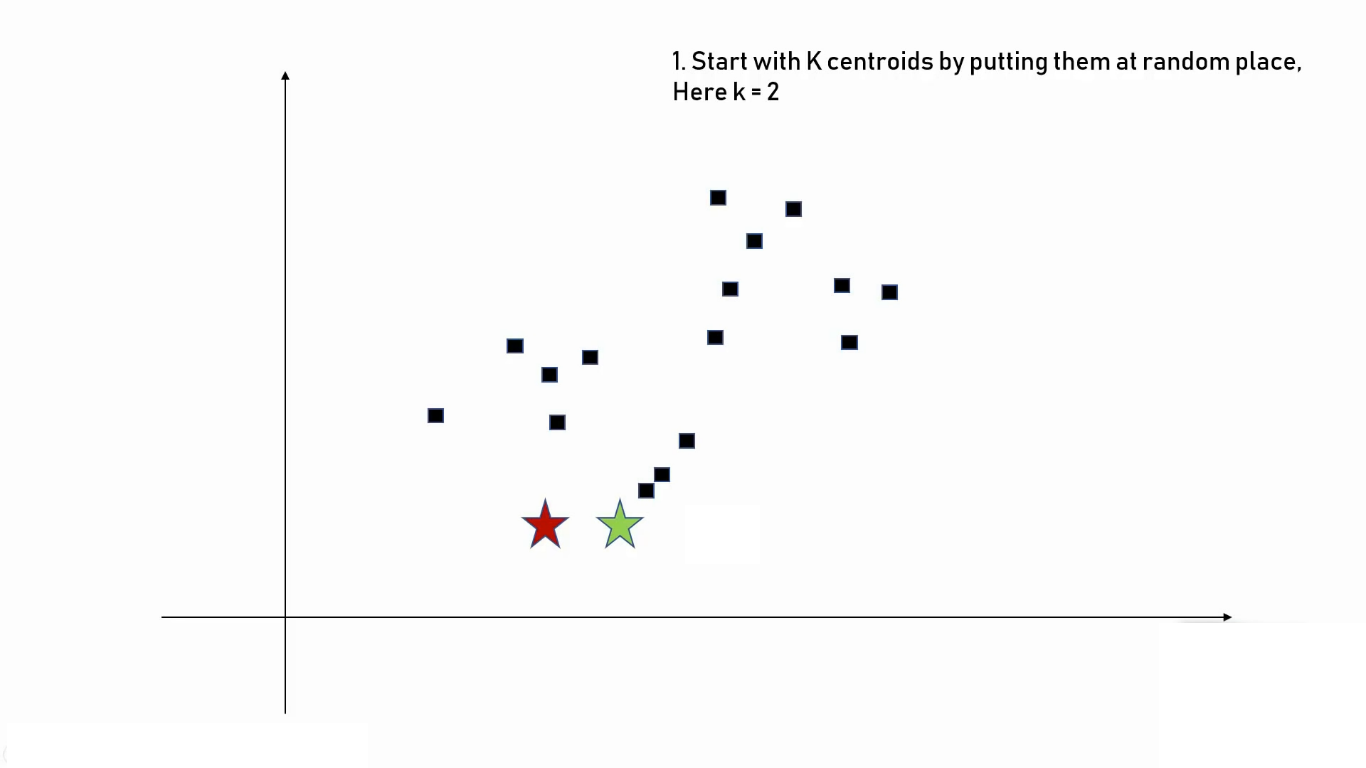 1. Start with K centroids by putting them at random place,
Here k = 2